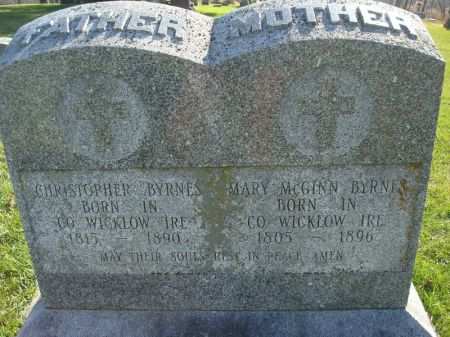 FATHER MOTHER
CHRISTOPHER BYRNES
BORN IN
CO. WICKLOW IRE
1815 – 1890
MARY McGINN BYRNES
BORN IN
CO. WICKLOW IRE
1805 – 1896
MAY THEIR SOULS REST IN PEACE AMEN